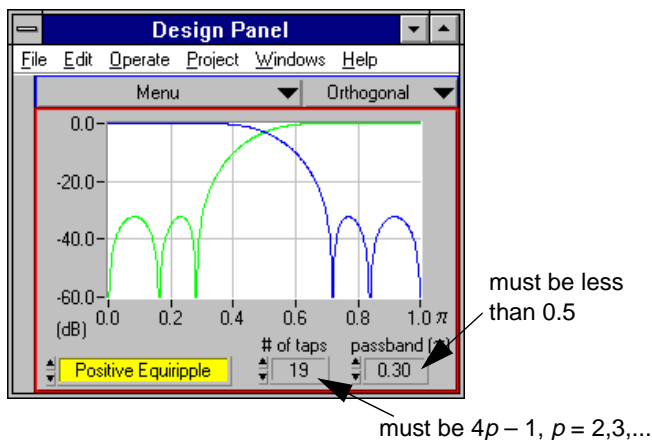 Design Panel
File Edit Operate Project Windows Help
Menu Orthogonal
0.0
-20.0
-40.0
-60.0
(dB)
0.0 0.2 0.4 0.6 0.8 1.0 π
# of taps passband
Positive Equiripple 19 0.30
must be less
than 0.5
must be 4p – 1, p = 2,3,...